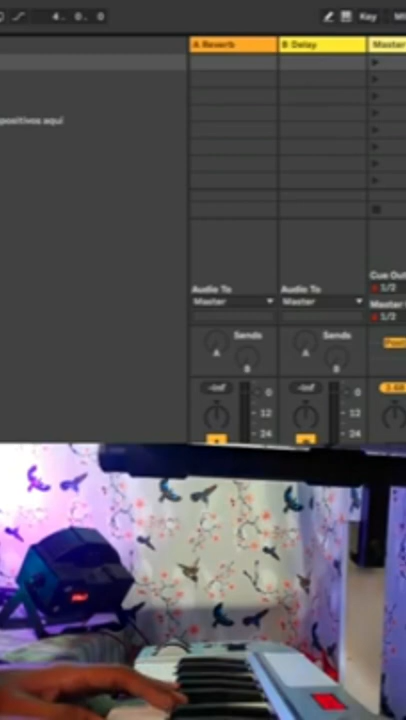 4. 0. 0
Key
A Reverb
B Delay
Master
positivos aqui
Audio To
Audio To
Cue Out
Master
Master
1/2
Master
1/2
Sends
Sends
Post
A
A
B
B
-Inf
0
-Inf
0
12
12
24
24